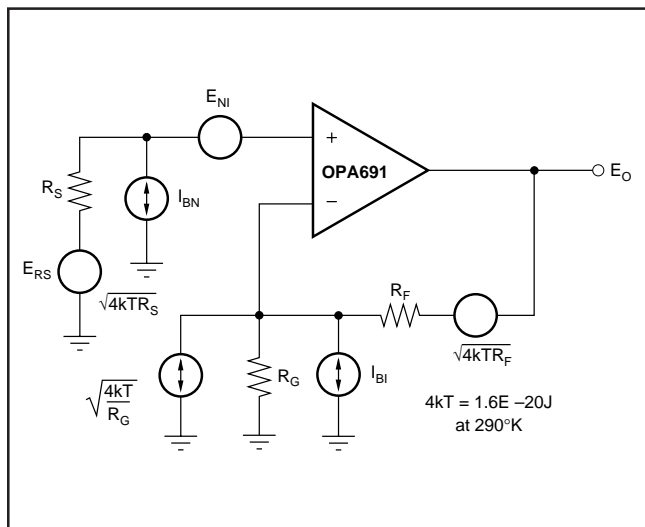 E_NI
+
OPA691
E_O
R_S
I_BN
−
E_RS
R_F
√4kTR_S
√4kTR_F
R_G
I_BI
√4kT/R_G
4kT = 1.6E –20J
at 290°K